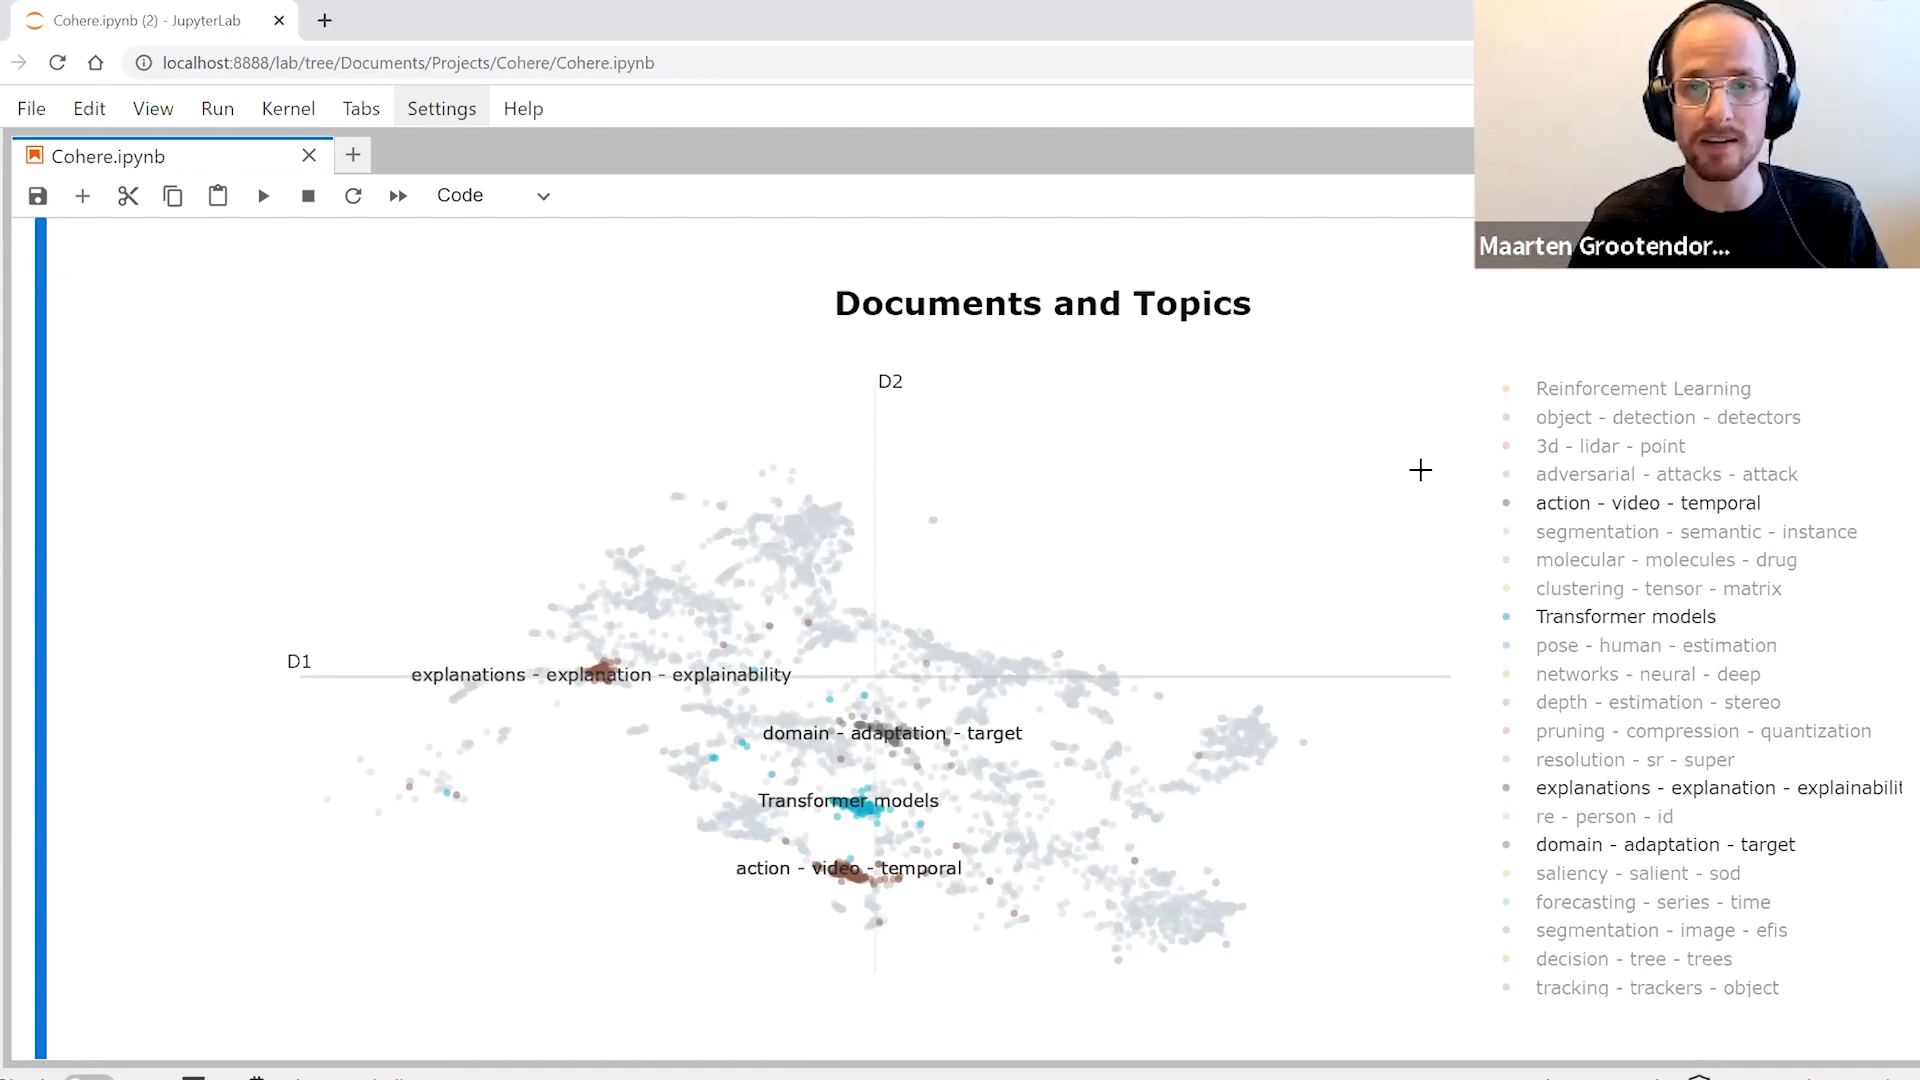 Cohere.ipynb (2) - JupyterLab
localhost:8888/lab/tree/Documents/Projects/Cohere/Cohere.ipynb
File Edit View Run Kernel Tabs Settings Help
Cohere.ipynb
Code
Maarten Grootendor...
Documents and Topics
D2
D1
explanations - explanation - explainability
domain - adaptation - target
Transformer models
action - video - temporal
Reinforcement Learning
object - detection - detectors
3d - lidar - point
adversarial - attacks - attack
action - video - temporal
segmentation - semantic - instance
molecular - molecules - drug
clustering - tensor - matrix
Transformer models
pose - human - estimation
networks - neural - deep
depth - estimation - stereo
pruning - compression - quantization
resolution - sr - super
explanations - explanation - explainabilit
re - person - id
domain - adaptation - target
saliency - salient - sod
forecasting - series - time
segmentation - image - efis
decision - tree - trees
tracking - trackers - object